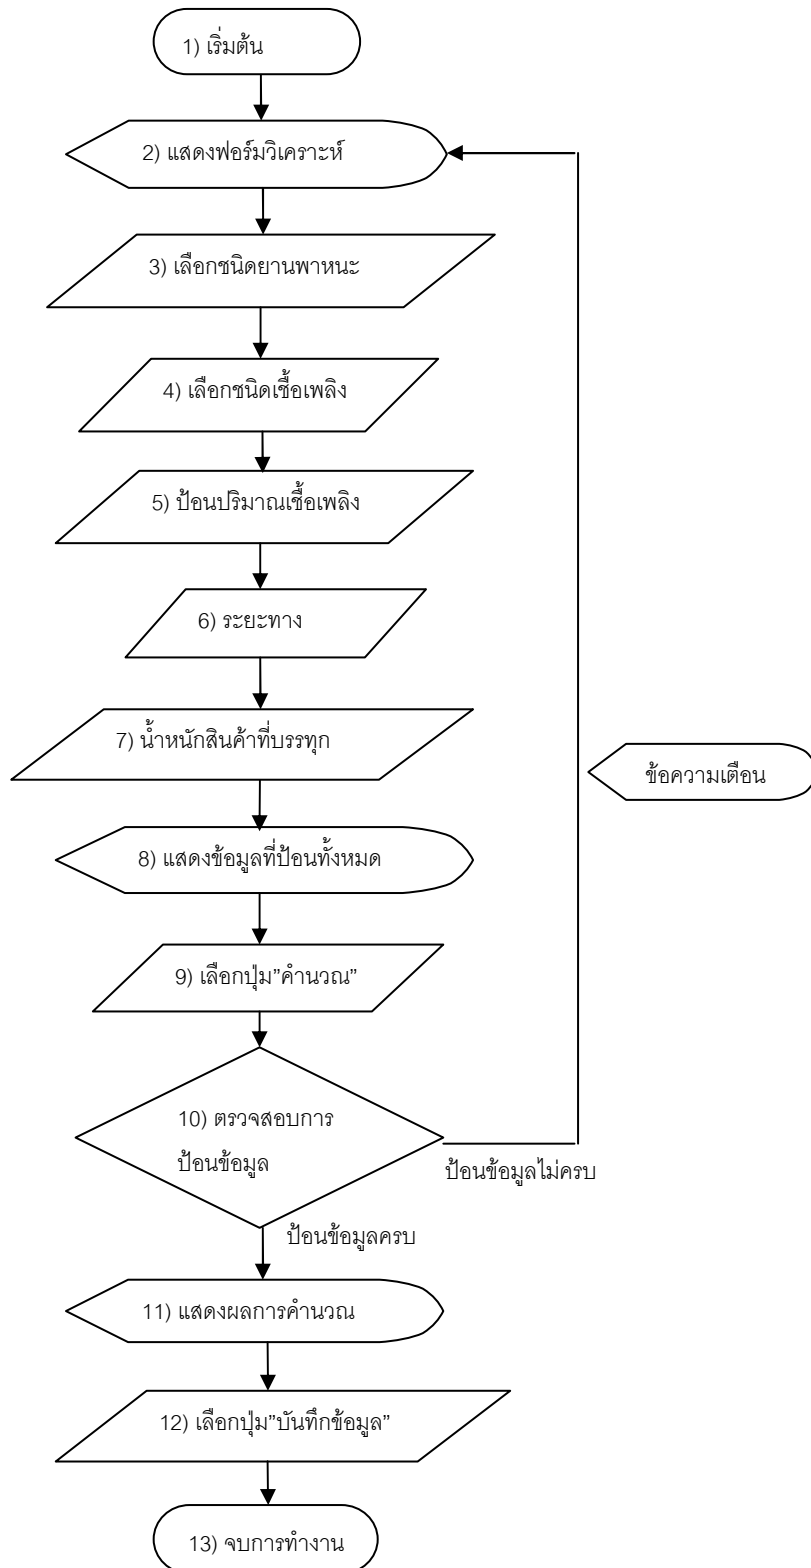 1) เริ่มต้น
2) แสดงฟอร์มวิเคราะห์
3) เลือกชนิดยานพาหนะ
4) เลือกชนิดเชื้อเพลิง
5) ป้อนปริมาณเชื้อเพลิง
6) ระยะทาง
7) น้ำหนักสินค้าที่บรรทุก
ข้อความเตือน
8) แสดงข้อมูลที่ป้อนทั้งหมด
9) เลือกปุ่ม”คำนวณ”
10) ตรวจสอบการ
ป้อนข้อมูล
ป้อนข้อมูลไม่ครบ
ป้อนข้อมูลครบ
11) แสดงผลการคำนวณ
12) เลือกปุ่ม”บันทึกข้อมูล”
13) จบการทำงาน